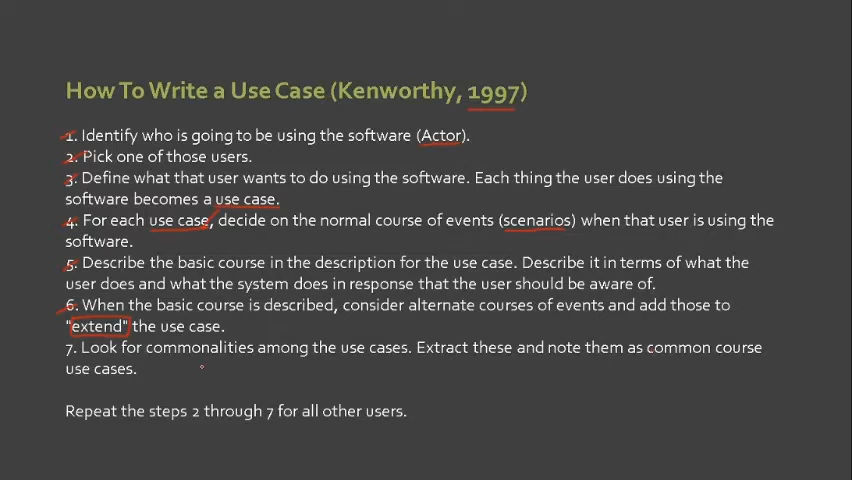 How To Write a Use Case (Kenworthy, 1997)
1. Identify who is going to be using the software (Actor).
2. Pick one of those users.
3. Define what that user wants to do using the software. Each thing the user does using the
software becomes a use case.
4. For each use case, decide on the normal course of events (scenarios) when that user is using the
software.
5. Describe the basic course in the description for the use case. Describe it in terms of what the
user does and what the system does in response that the user should be aware of.
6. When the basic course is described, consider alternate courses of events and add those to
"extend" the use case.
7. Look for commonalities among the use cases. Extract these and note them as common course
use cases.
Repeat the steps 2 through 7 for all other users.